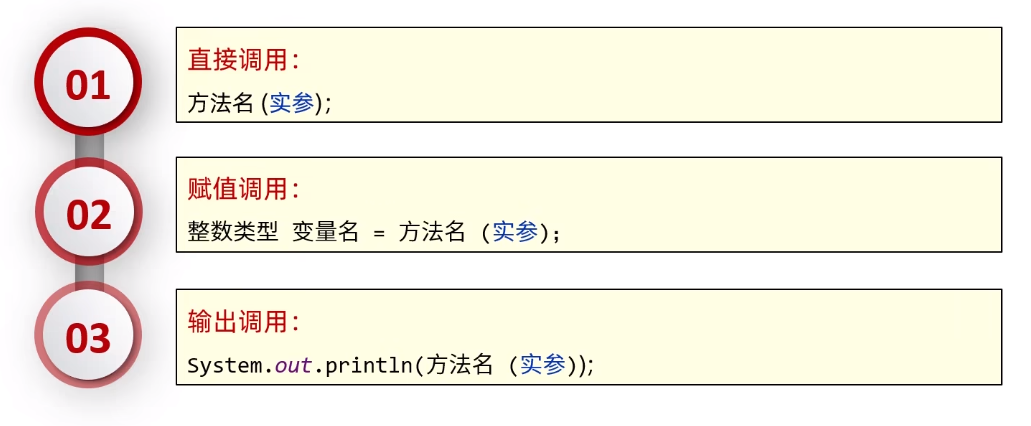 01
直接调用：
方法名 (实参);
02
赋值调用：
整数类型 变量名 = 方法名 (实参);
03
输出调用：
System.out.println(方法名 (实参));